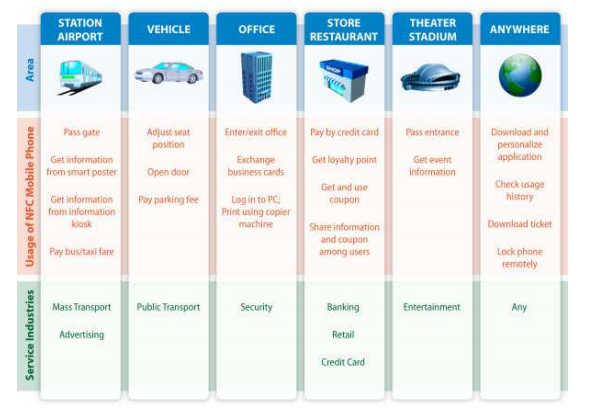 STATION
AIRPORT
VEHICLE
OFFICE
STORE
RESTAURANT
THEATER
STADIUM
ANYWHERE
Area
SHOP
Usage of NFC Mobile Phone
Pass gate
Get information
from smart poster
Get information
from information
kiosk
Pay bus/taxi fare
Adjust seat
position
Open door
Pay parking fee
Enter/exit office
Exchange
business cards
Log in to PC;
Print using copier
machine
Pay by credit card
Get loyalty point
Get and use
coupon
Share information
and coupon
among users
Pass entrance
Get event
information
Download and
personalize
application
Check usage
history
Download ticket
Lock phone
remotely
Service Industries
Mass Transport
Advertising
Public Transport
Security
Banking
Retail
Credit Card
Entertainment
Any